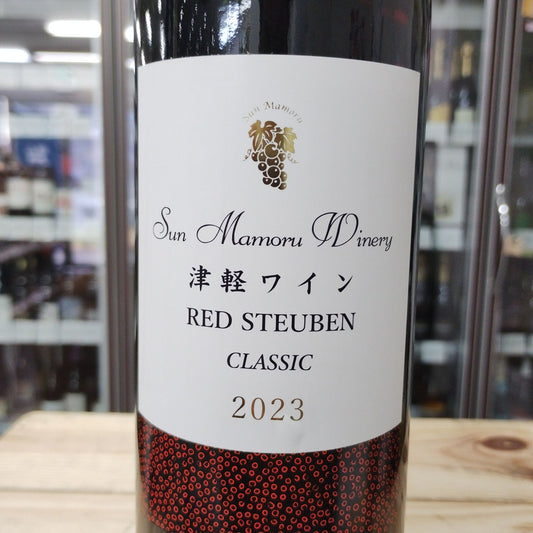 Sun Mamoru
Sun Mamoru Winery
津軽ワイン
RED STEUBEN
CLASSIC
2023